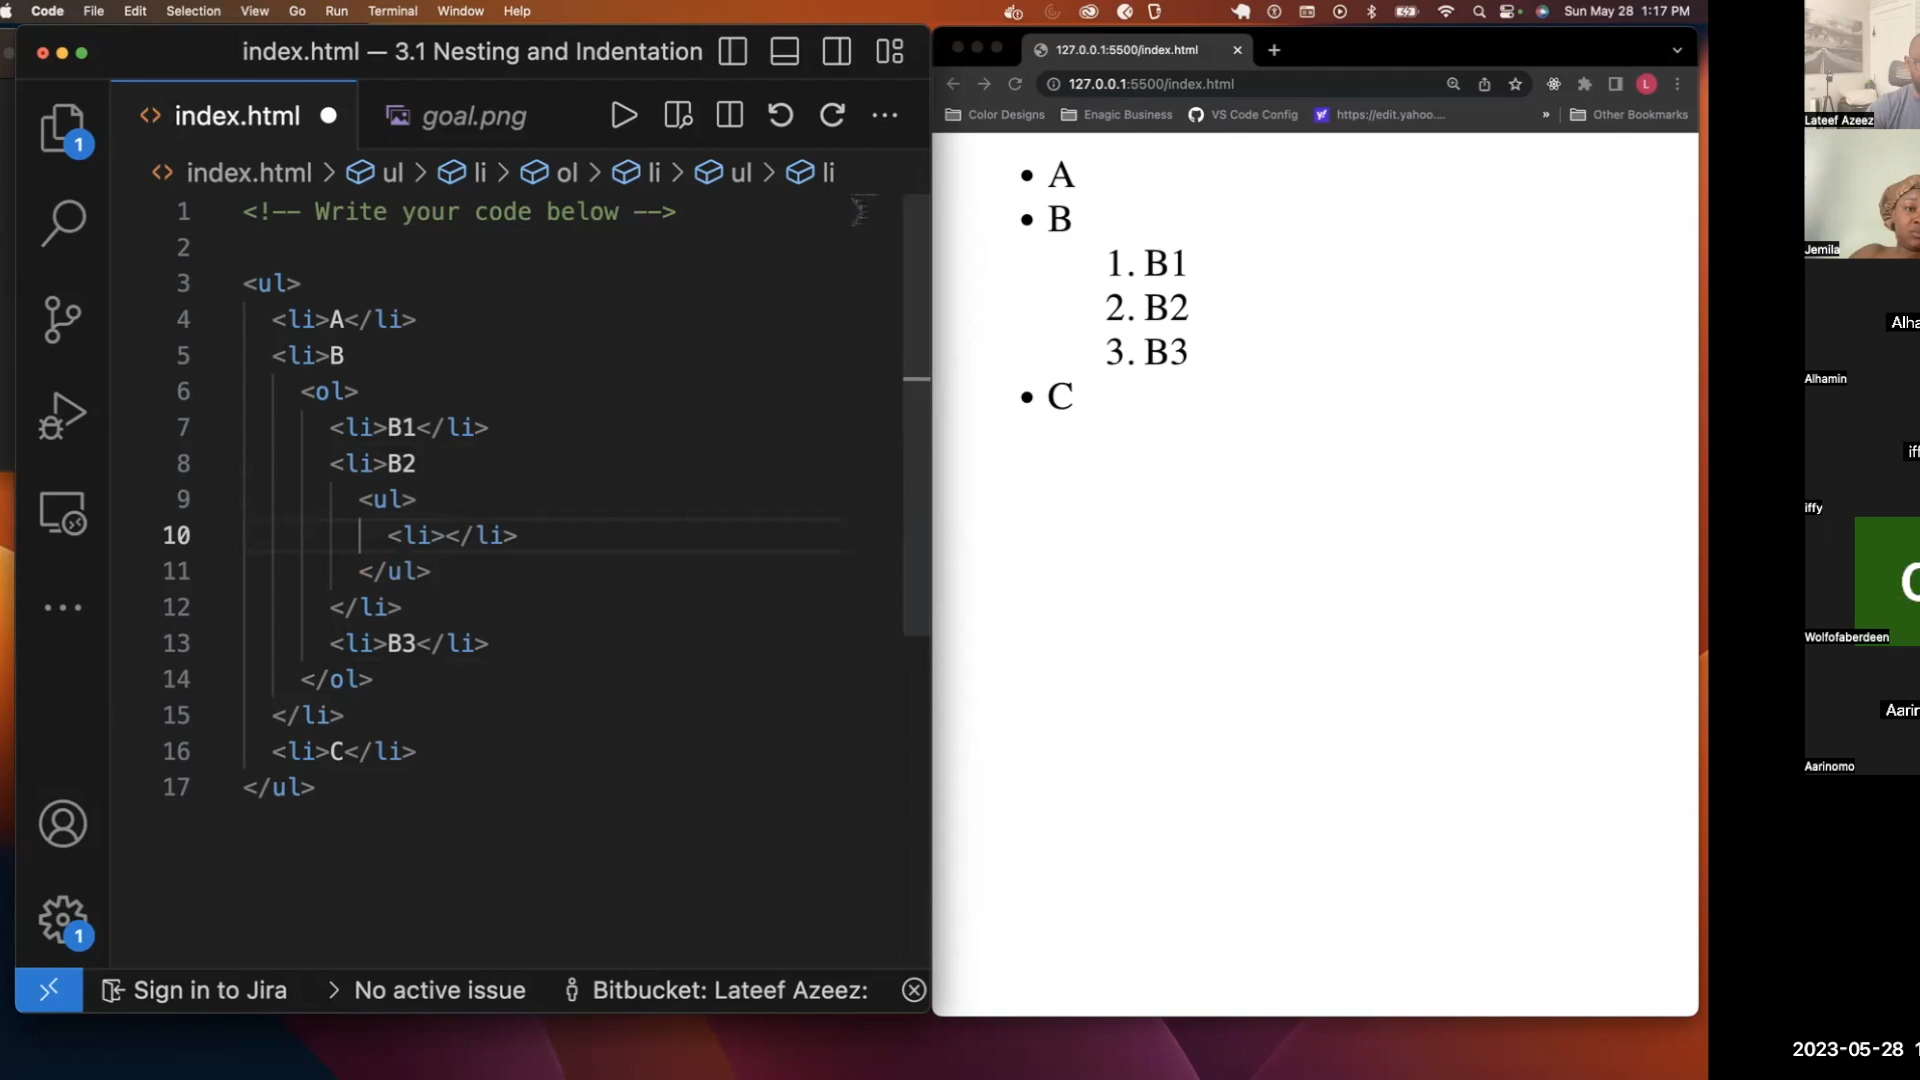 Code File Edit Selection View Go Run Terminal Window Help
Sun May 28 1:17 PM
index.html — 3.1 Nesting and Indentation
index.html
goal.png
index.html > ul > li > ol > li > ul > li
1 <!-- Write your code below -->
2
3 <ul>
4 <li>A</li>
5 <li>B
6 <ol>
7 <li>B1</li>
8 <li>B2
9 <ul>
10 <li></li>
11 </ul>
12 </li>
13 <li>B3</li>
14 </ol>
15 </li>
16 <li>C</li>
17 </ul>
1
1
Sign in to Jira
No active issue
Bitbucket: Lateef Azeez:
127.0.0.1:5500/index.html
127.0.0.1:5500/index.html
L
Color Designs
Enagic Business
VS Code Config
https://edit.yahoo....
»
Other Bookmarks
• A
• B
1. B1
2. B2
3. B3
• C
Lateef Azeez
Jemila
Alha
Alhamin
iff
iffy
Wolfofaberdeen
Aarin
Aarinomo
2023-05-28 1